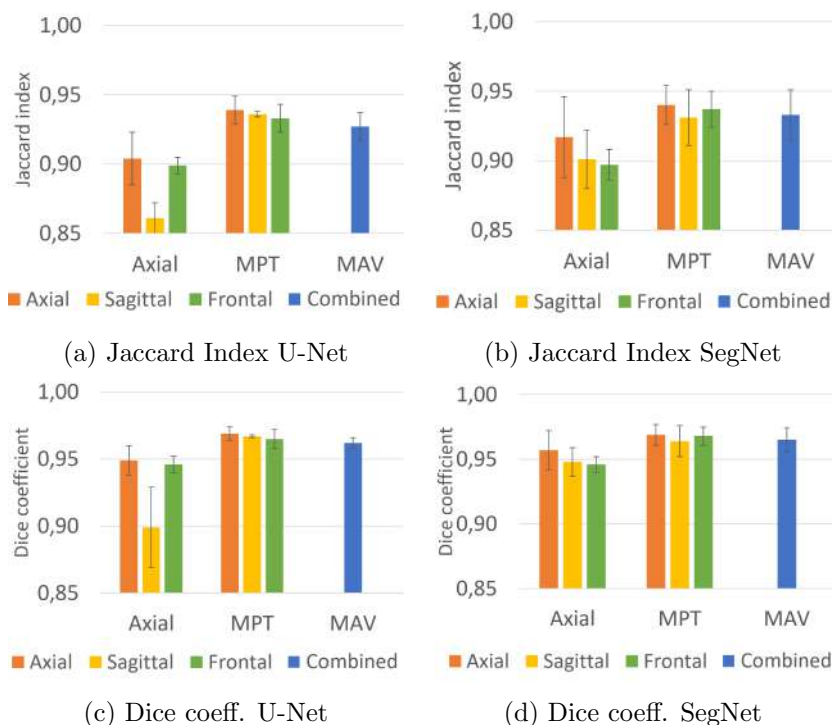 1,00
0,95
0,90
0,85
Jaccard index
Axial MPT MAV
Axial Sagittal Frontal Combined
(a) Jaccard Index U-Net
1,00
0,95
0,90
0,85
Jaccard index
Axial MPT MAV
Axial Sagittal Frontal Combined
(b) Jaccard Index SegNet
1,00
0,95
0,90
0,85
Dice coefficient
Axial MPT MAV
Axial Sagittal Frontal Combined
(c) Dice coeff. U-Net
1,00
0,95
0,90
0,85
Dice coefficient
Axial MPT MAV
Axial Sagittal Frontal Combined
(d) Dice coeff. SegNet